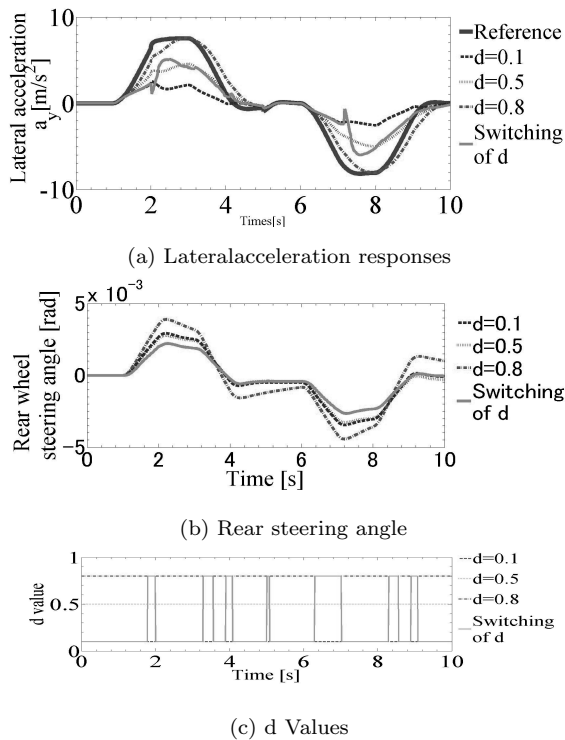 10
0
-10
0 2 4 6 8 10
Times[s]
Lateral acceleration
a_y[m/s^2]
Reference
d=0.1
d=0.5
d=0.8
Switching
of d
(a) Lateralacceleration responses
5 × 10^-3
0
-5
0 2 4 6 8 10
Time [s]
Rear wheel
steering angle [rad]
d=0.1
d=0.5
d=0.8
Switching
of d
(b) Rear steering angle
1
0.5
0
0 2 4 6 8 10
Time [s]
d value
d=0.1
d=0.5
d=0.8
Switching
of d
(c) d Values